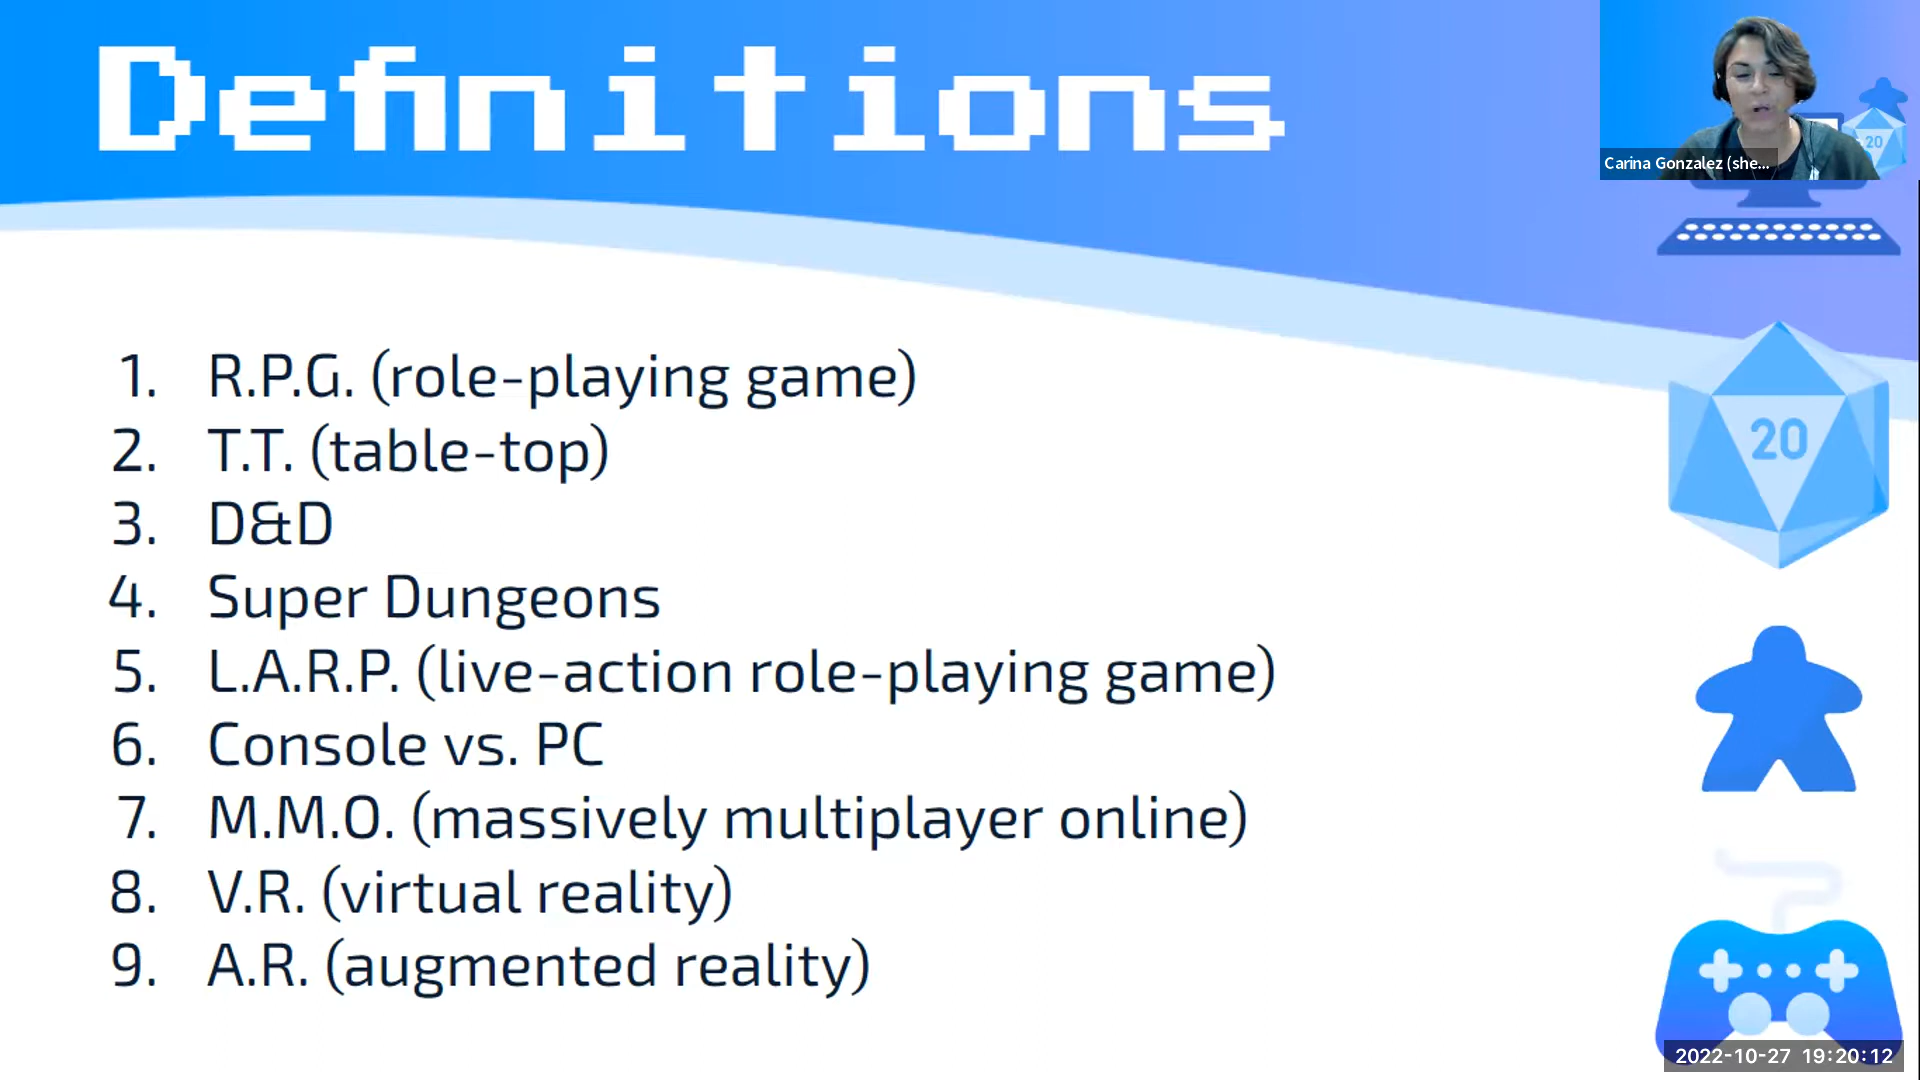 Definitions
20
Carina Gonzalez (she...
20
1. R.P.G. (role-playing game)
2. T.T. (table-top)
3. D&D
4. Super Dungeons
5. L.A.R.P. (live-action role-playing game)
6. Console vs. PC
7. M.M.O. (massively multiplayer online)
8. V.R. (virtual reality)
9. A.R. (augmented reality)
2022-10-27 19:20:12